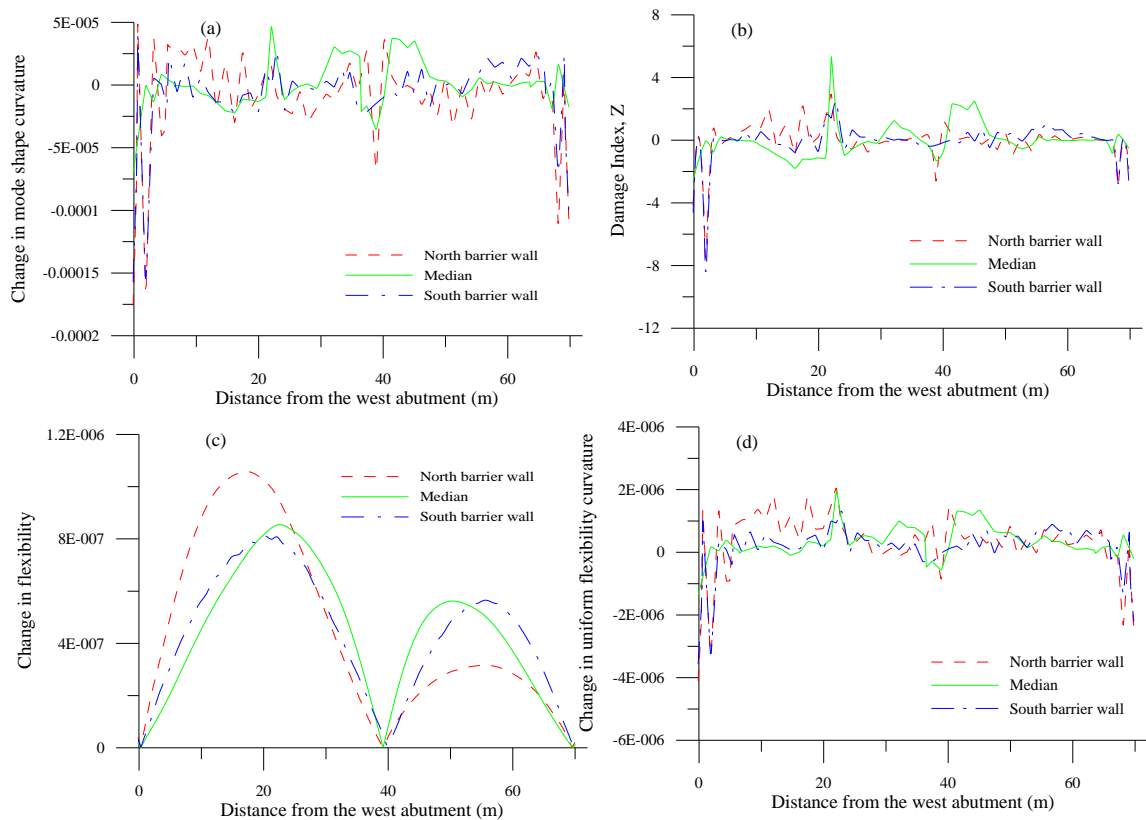 (a)
Change in mode shape curvature
5E-005
0
-5E-005
-0.0001
-0.00015
-0.0002
North barrier wall
Median
South barrier wall
0 20 40 60
Distance from the west abutment (m)
(b)
Damage Index, Z
8
4
0
-4
-8
-12
North barrier wall
Median
South barrier wall
0 20 40 60
Distance from the west abutment (m)
(c)
Change in flexibility
1.2E-006
8E-007
4E-007
0
North barrier wall
Median
South barrier wall
0 20 40 60
Distance from the west abutment (m)
(d)
Change in uniform flexibility curvature
4E-006
2E-006
0
-2E-006
-4E-006
-6E-006
North barrier wall
Median
South barrier wall
0 20 40 60
Distance from the west abutment (m)